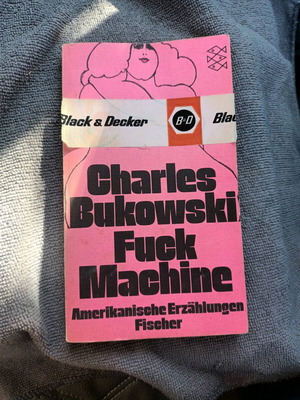 Black & Decker B&D Blac
Charles
Bukowski
Fuck
Machine
Amerikanische Erzählungen
Fischer